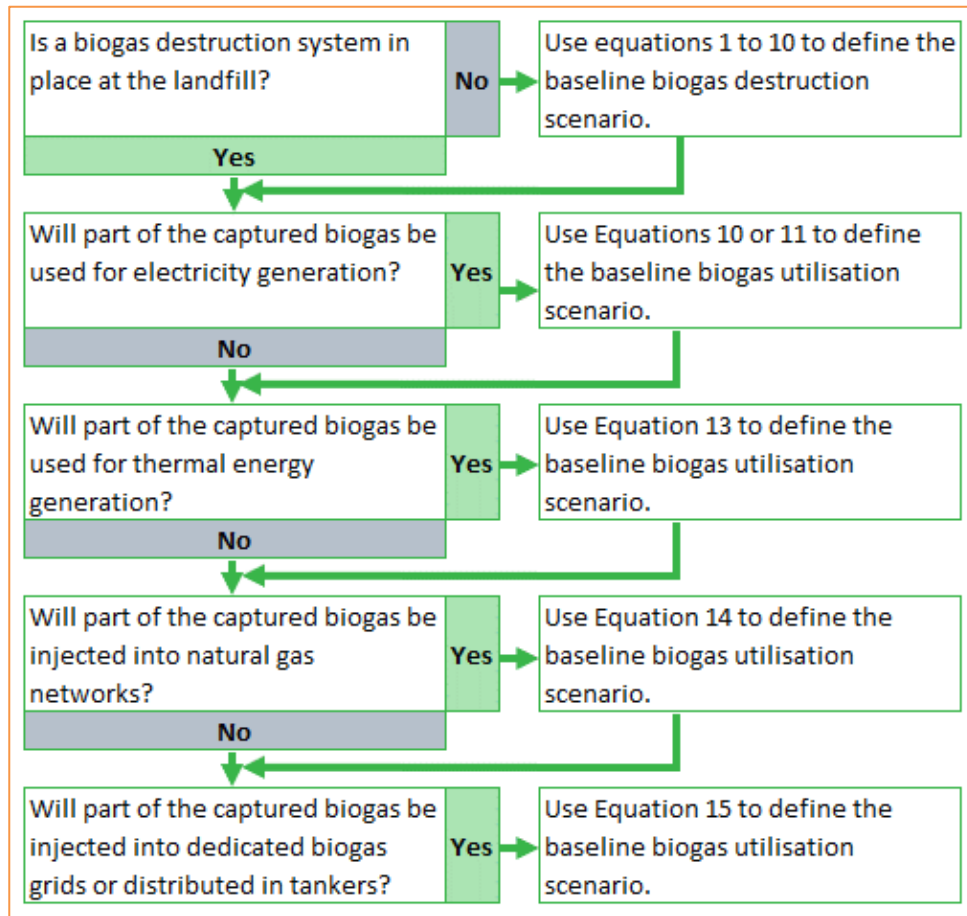 Is a biogas destruction system in
place at the landfill?
No
Use equations 1 to 10 to define the
baseline biogas destruction
scenario.
Yes
Will part of the captured biogas be
used for electricity generation?
Yes
Use Equations 10 or 11 to define
the baseline biogas utilisation
scenario.
No
Will part of the captured biogas be
used for thermal energy
generation?
Yes
Use Equation 13 to define the
baseline biogas utilisation
scenario.
No
Will part of the captured biogas be
injected into natural gas
networks?
Yes
Use Equation 14 to define the
baseline biogas utilisation
scenario.
No
Will part of the captured biogas be
injected into dedicated biogas
grids or distributed in tankers?
Yes
Use Equation 15 to define the
baseline biogas utilisation
scenario.